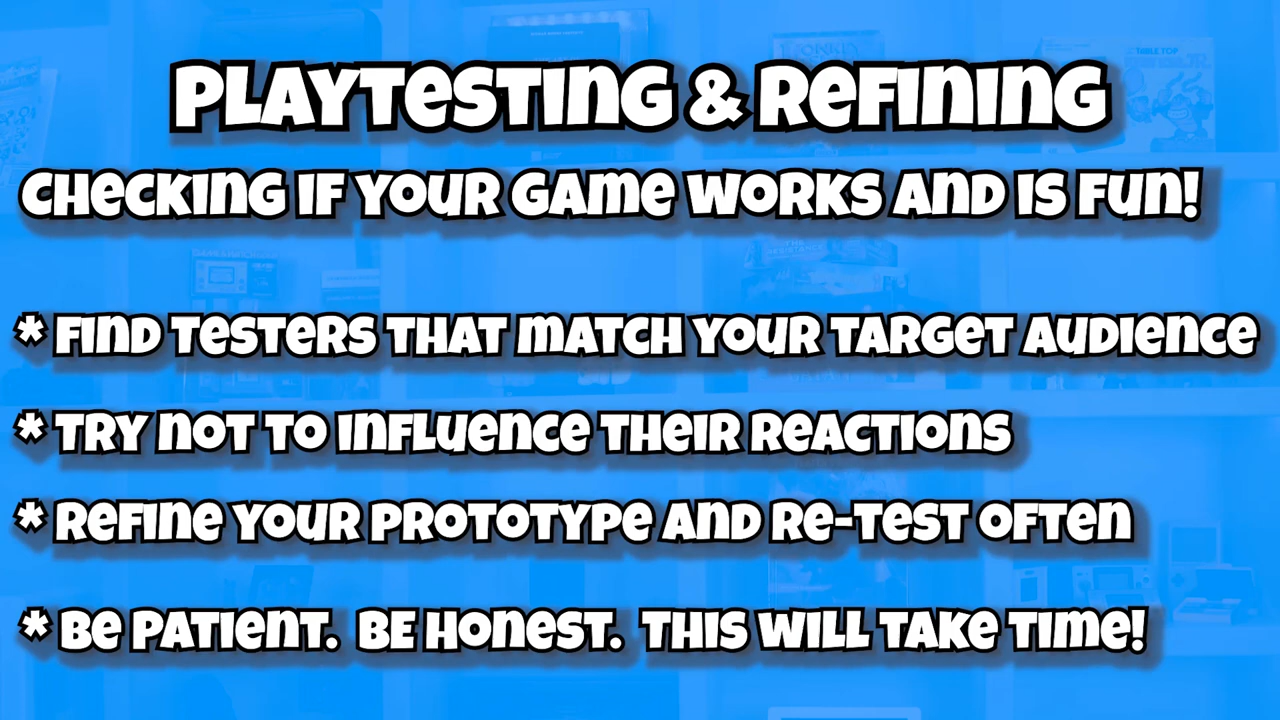 Playtesting & Refining
Checking if your game works and is fun!
* Find testers that match your target audience
* Try not to influence their reactions
* Refine your prototype and re-test often
* Be patient.  Be honest.  This will take time!
TABLE TOP